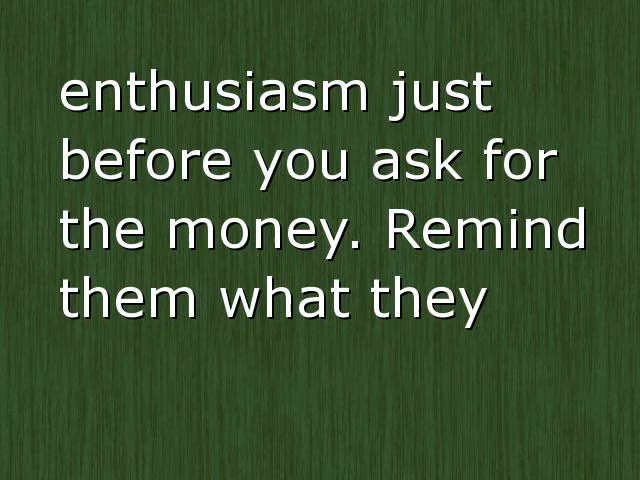 enthusiasm just
before you ask for
the money. Remind
them what they